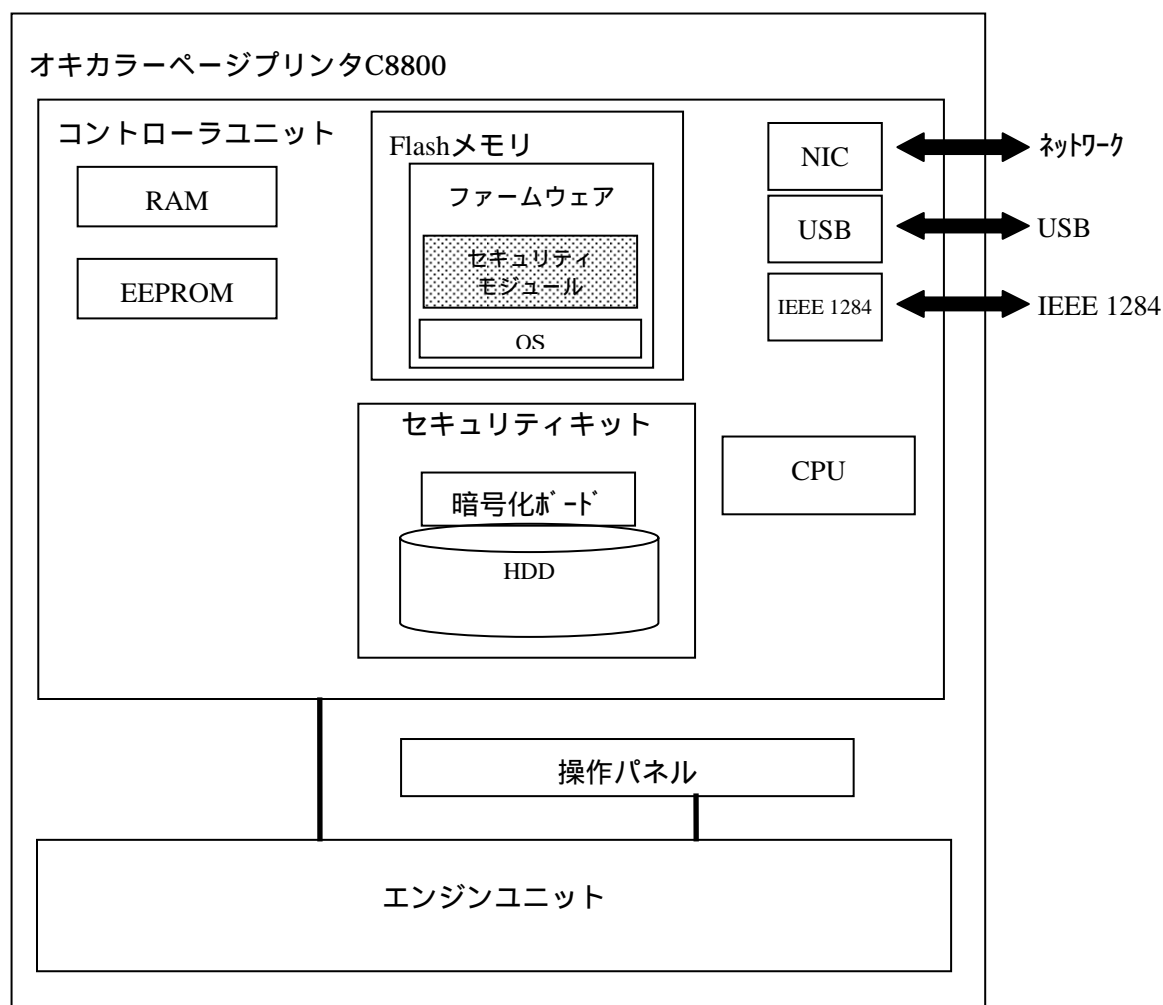 オキカラーページプリンタC8800
コントローラユニット
RAM
EEPROM
Flashメモリ
ファームウェア
セキュリティ
モジュール
OS
NIC
ネットワーク
USB
USB
IEEE 1284
IEEE 1284
セキュリティキット
暗号化ボード
HDD
CPU
操作パネル
エンジンユニット